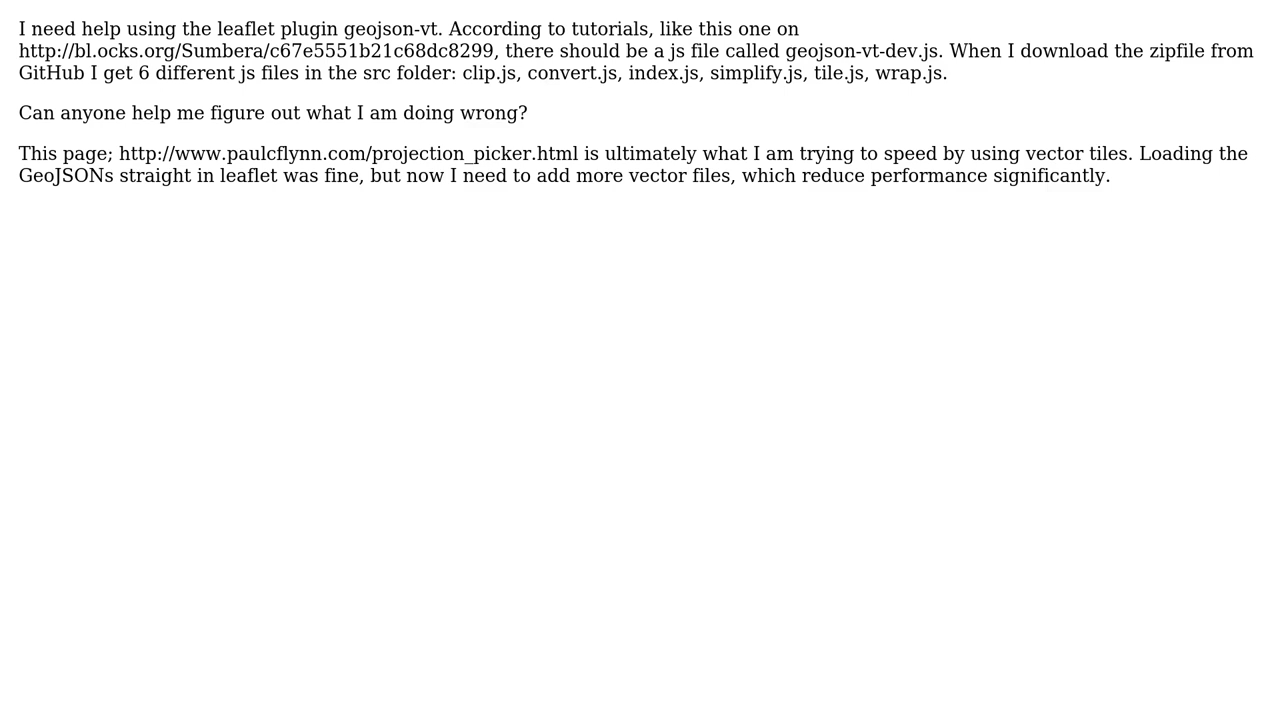 I need help using the leaflet plugin geojson-vt. According to tutorials, like this one on
http://bl.ocks.org/Sumbera/c67e5551b21c68dc8299, there should be a js file called geojson-vt-dev.js. When I download the zipfile from
GitHub I get 6 different js files in the src folder: clip.js, convert.js, index.js, simplify.js, tile.js, wrap.js.
Can anyone help me figure out what I am doing wrong?
This page; http://www.paulcflynn.com/projection_picker.html is ultimately what I am trying to speed by using vector tiles. Loading the
GeoJSONs straight in leaflet was fine, but now I need to add more vector files, which reduce performance significantly.